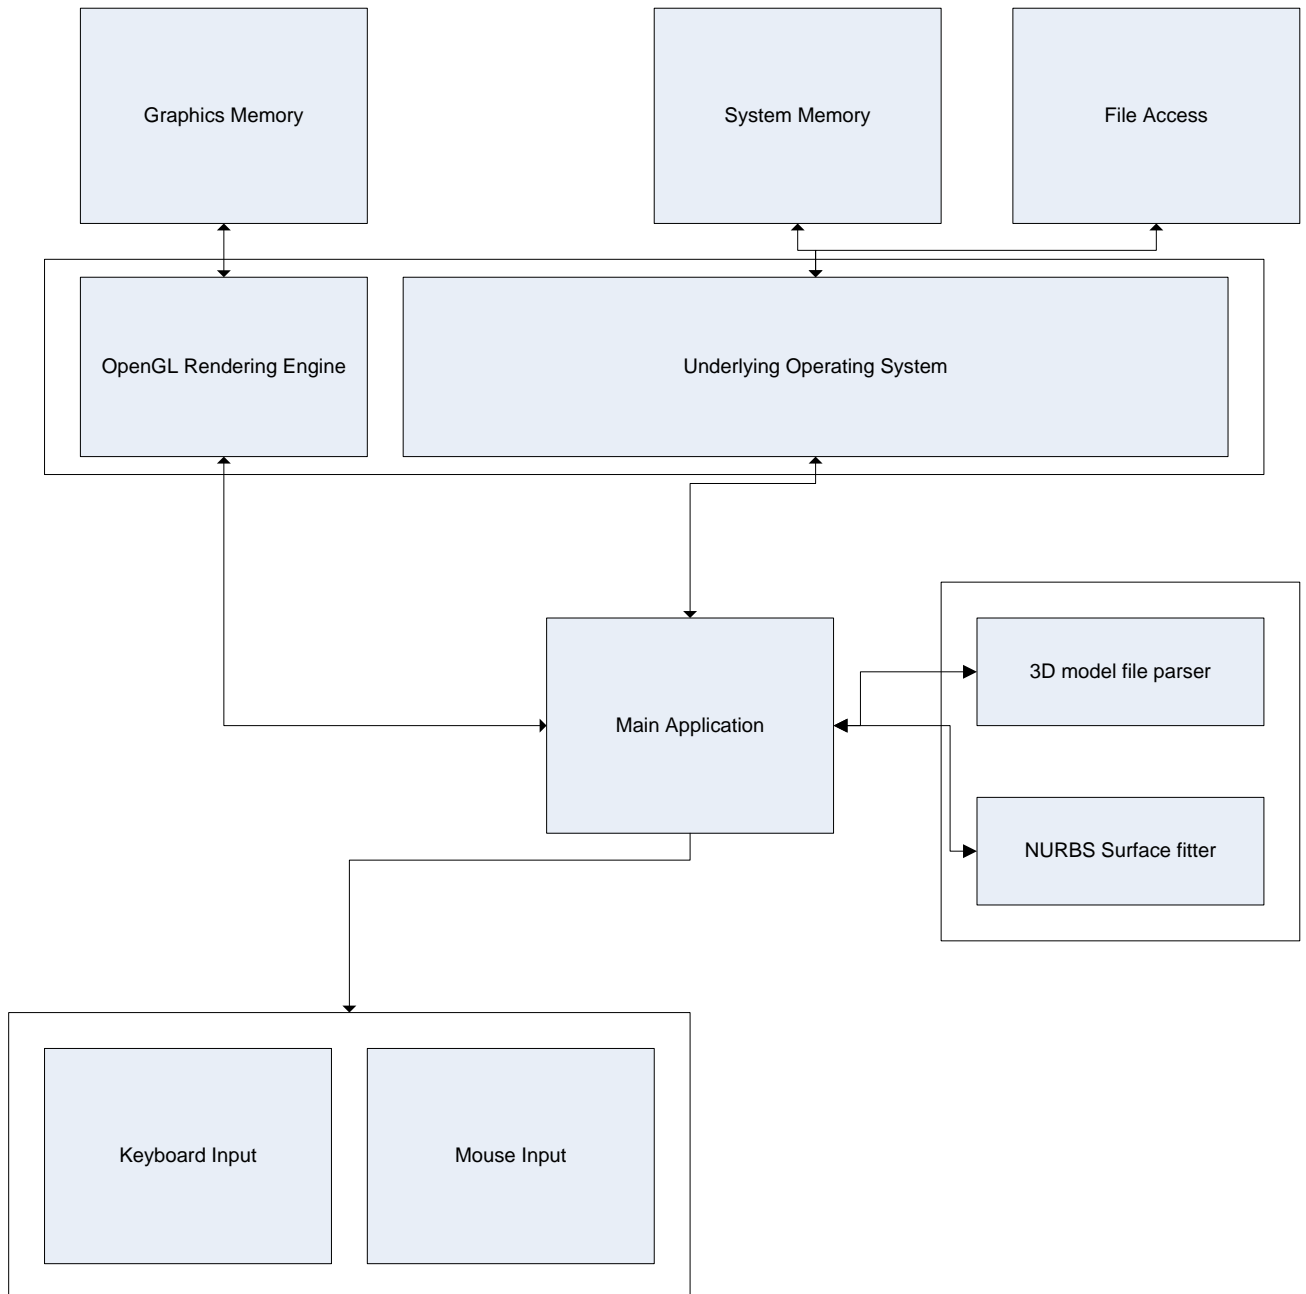 Graphics Memory
System Memory
File Access
OpenGL Rendering Engine
Underlying Operating System
3D model file parser
Main Application
NURBS Surface fitter
Keyboard Input
Mouse Input